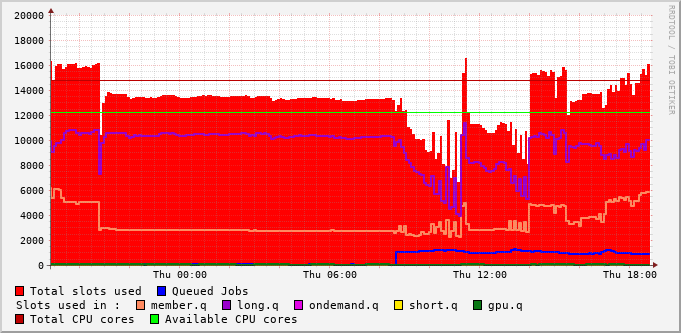 20000
18000
16000
14000
12000
10000
8000
6000
4000
2000
0
Thu 00:00 Thu 06:00 Thu 12:00 Thu 18:00
RRDTOOL / TOBI OETIKER
Total slots used Queued Jobs
Slots used in : member.q long.q ondemand.q short.q gpu.q
Total CPU cores Available CPU cores